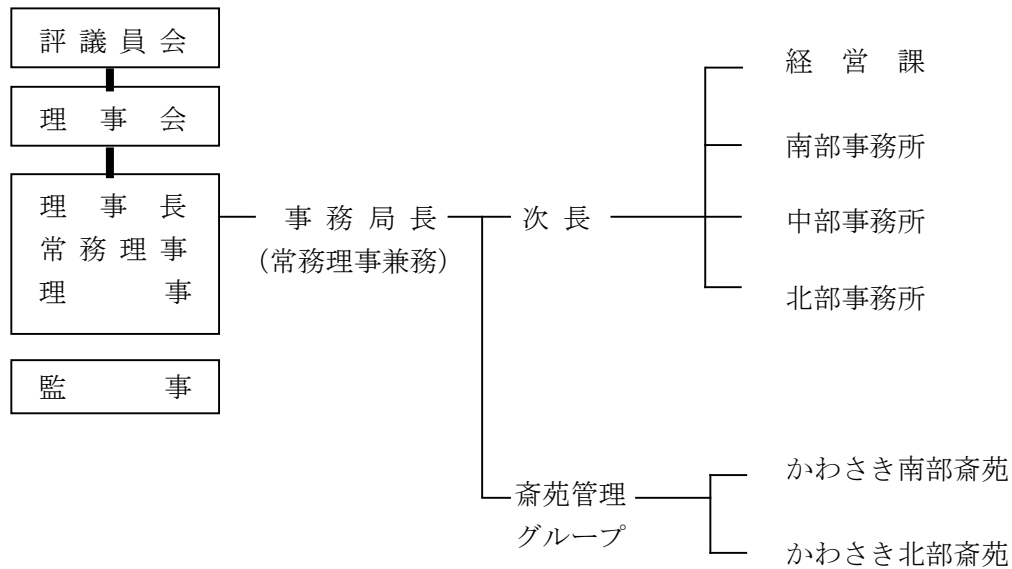 評議員会
理事会
理事長
常務理事
理事
監事
事務局長
（常務理事兼務）
次長
経営課
南部事務所
中部事務所
北部事務所
斎苑管理
グループ
かわさき南部斎苑
かわさき北部斎苑